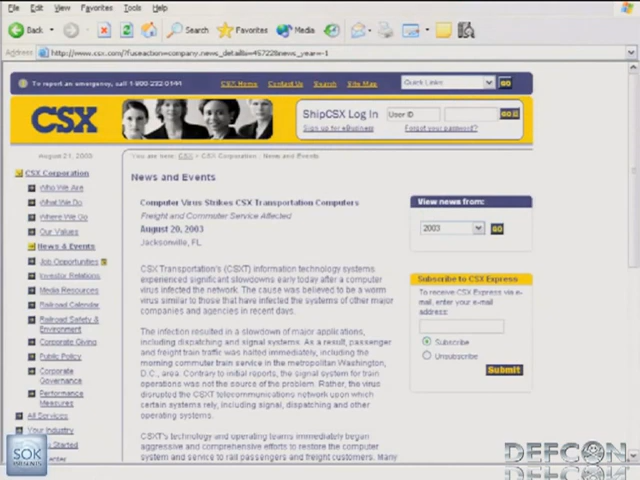 File Edit View Favorites Tools Help
Back Search Favorites Media
Address http://www.csx.com/?fuseaction=company.news_detail&i=45722&news_year=-1
To report an emergency, call 1-800-232-0144 CSX Home Contact Us Search Site Map Quick Links GO
CSX ShipCSX Log In User ID GO
Sign up for eBusiness Forgot your password?
august 21, 2003 You are here: CSX > CSX Corporation : News and Events
CSX Corporation
Who We Are
What We Do
Where We Do
Our Values
News & Events
Job Opportunities
Investor Relations
Media Resources
Railroad Calendar
Railroad Safety &
Environment
Corporate Giving
Public Policy
Corporate
Governance
Performance
Measures
All Services
Your Industry
Started
News and Events
Computer Virus Strikes CSX Transportation Computers
Freight and Commuter Service Affected
August 20, 2003
Jacksonville, FL
CSX Transportation's (CSXT) information technology systems
experienced significant slowdowns early today after a computer
virus infected the network. The cause was believed to be a worm
virus similar to those that have infected the systems of other major
companies and agencies in recent days.
The infection resulted in a slowdown of major applications,
including dispatching and signal systems. As a result, passenger
and freight train traffic was halted immediately, including the
morning commuter train service in the metropolitan Washington,
D.C., area. Contrary to initial reports, the signal system for train
operations was not the source of the problem. Rather, the virus
disrupted the CSXT telecommunications network upon which
certain systems rely, including signal, dispatching and other
operating systems.
CSXT's technology and operating teams immediately began
aggressive and comprehensive efforts to restore the computer
system and service to rail passengers and freight customers. Many
View news from:
2003 GO
Subscribe to CSX Express
To receive CSX Express via e-
mail, enter your e-mail
address:
Subscribe
Unsubscribe
Submit
SOK
DEFCON